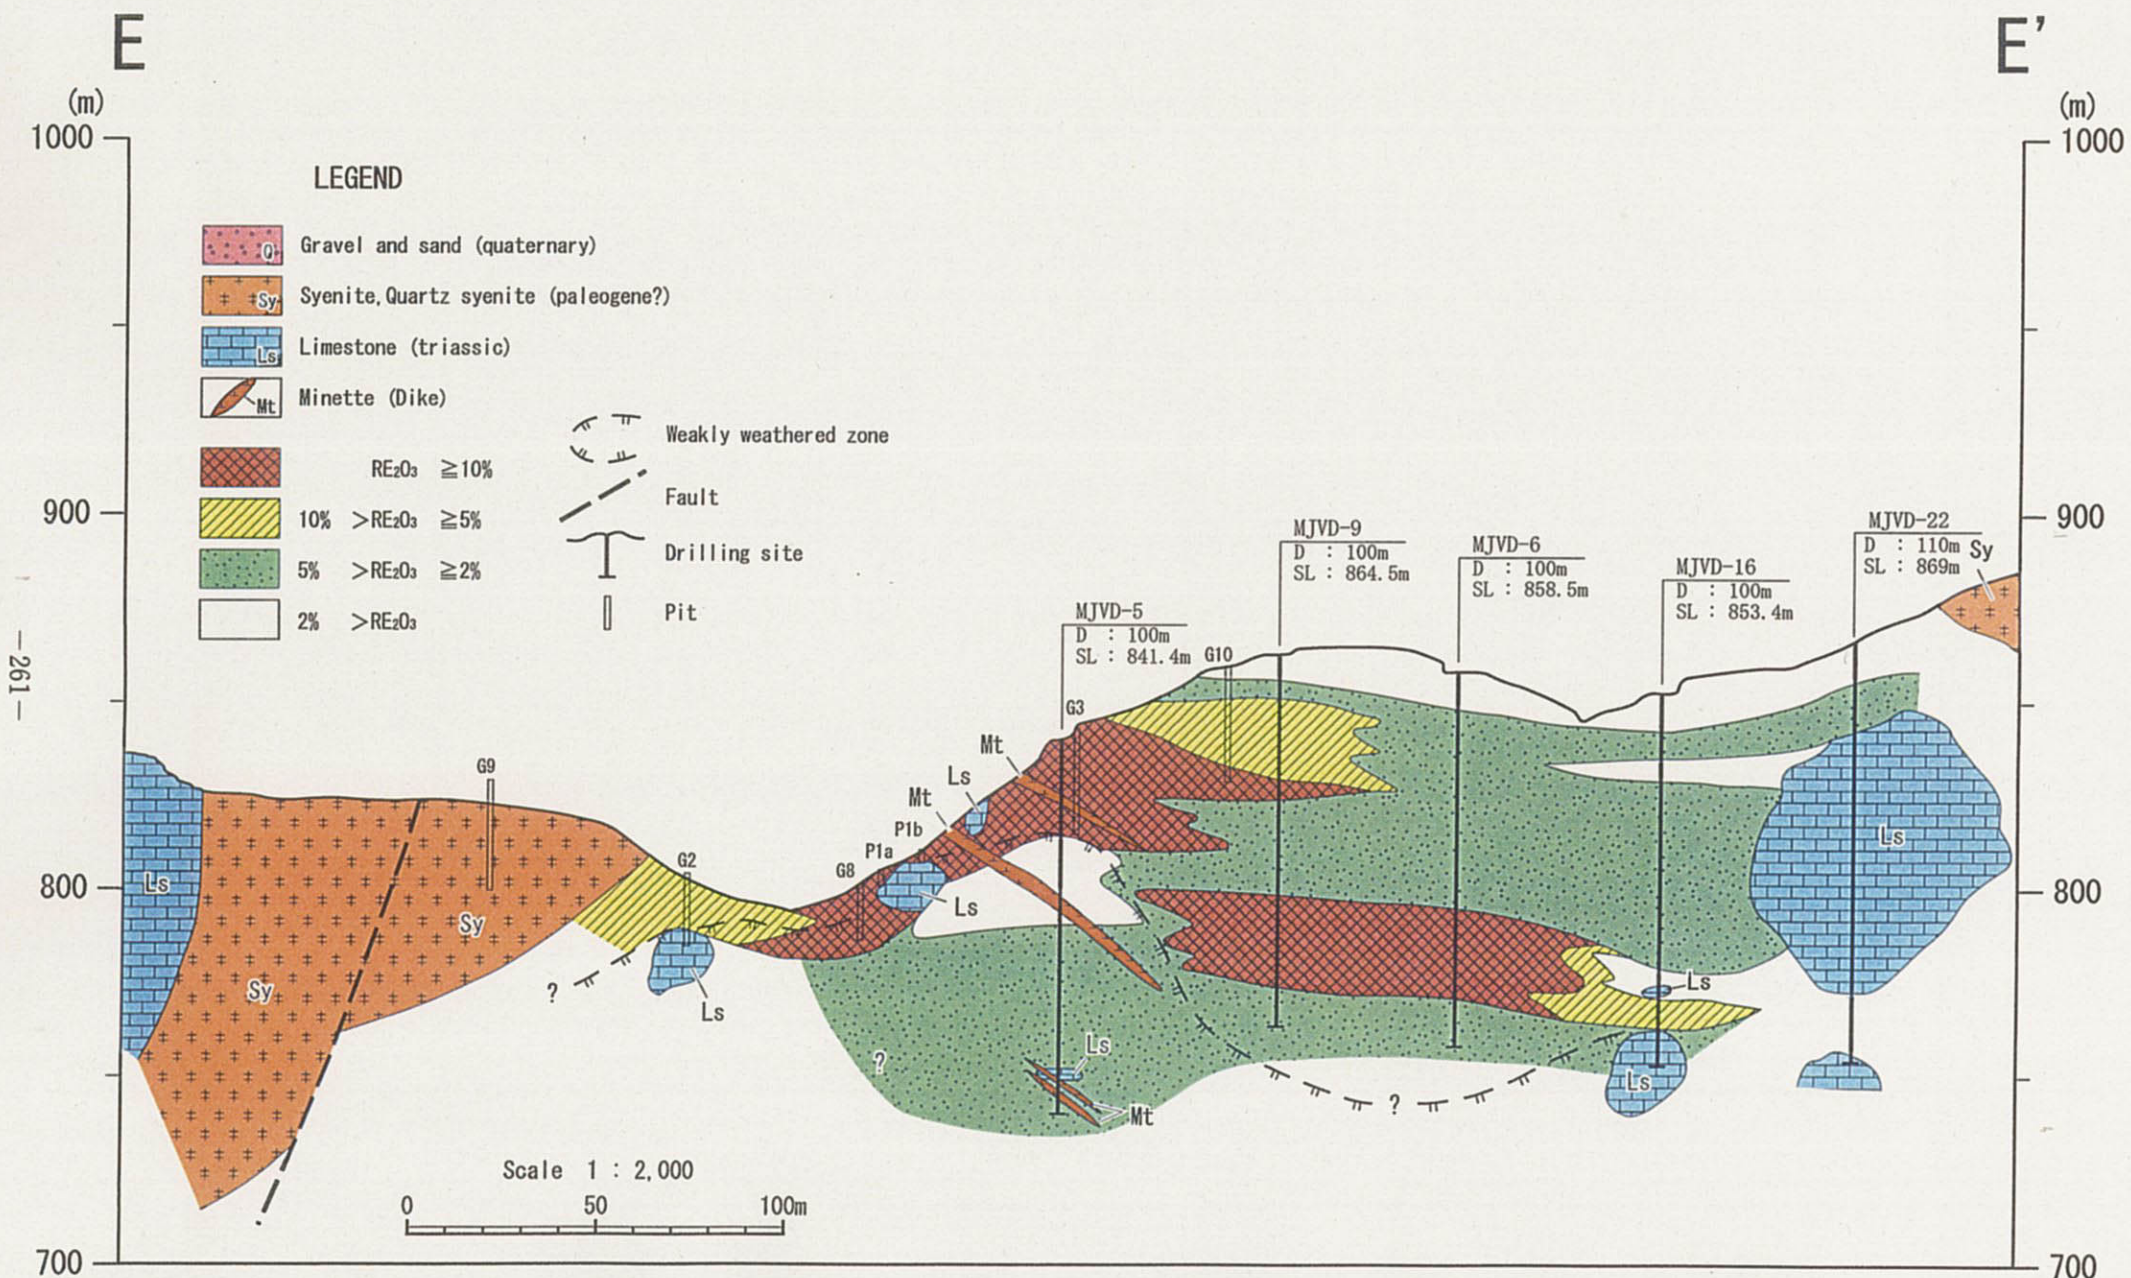 E
E'
(m)
(m)
1000
1000
LEGEND
Q
Gravel and sand (quaternary)
Sy
Syenite, Quartz syenite (paleogene?)
Ls
Limestone (triassic)
Mt
Minette (Dike)
Weakly weathered zone
RE₂O₃ ≧10%
Fault
900
10% >RE₂O₃ ≧5%
900
Drilling site
5% >RE₂O₃ ≧2%
Pit
2% >RE₂O₃
MJVD-9
D : 100m
SL : 864.5m
MJVD-6
D : 100m
SL : 858.5m
MJVD-16
D : 100m
SL : 853.4m
MJVD-22
D : 110m
SL : 869m
Sy
MJVD-5
D : 100m
SL : 841.4m
G10
—261—
G3
Mt
G9
Ls
Mt
P1b
P1a
G2
G8
Ls
Ls
800
800
Ls
Sy
Sy
?
Ls
Ls
?
Ls
Ls
Mt
?
Scale 1 : 2,000
0 50 100m
700
700